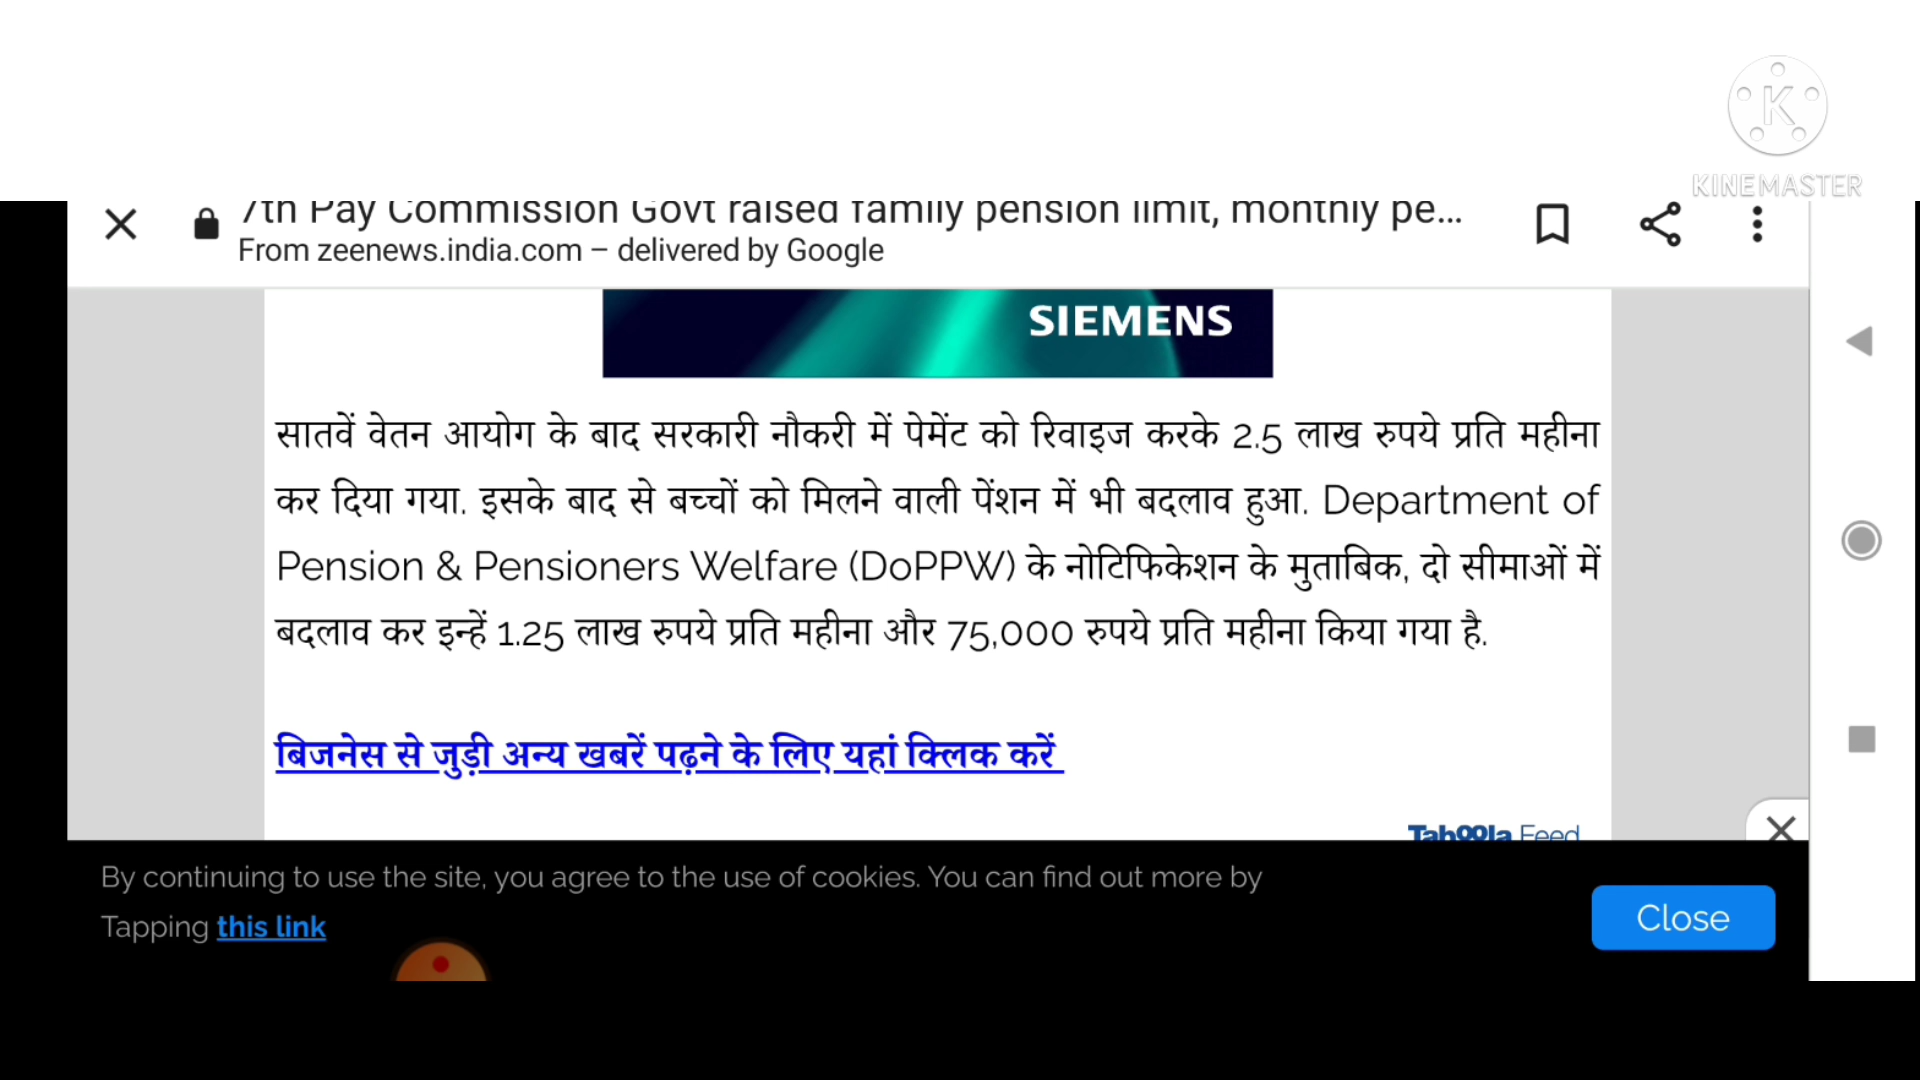 K
KINEMASTER
7th Pay Commission Govt raised family pension limit, monthly pe...
From zeenews.india.com – delivered by Google
SIEMENS
सातवें वेतन आयोग के बाद सरकारी नौकरी में पेमेंट को रिवाइज करके 2.5 लाख रुपये प्रति महीना
कर दिया गया. इसके बाद से बच्चों को मिलने वाली पेंशन में भी बदलाव हुआ. Department of
Pension & Pensioners Welfare (DoPPW) के नोटिफिकेशन के मुताबिक, दो सीमाओं में
बदलाव कर इन्हें 1.25 लाख रुपये प्रति महीना और 75,000 रुपये प्रति महीना किया गया है.
बिजनेस से जुड़ी अन्य खबरें पढ़ने के लिए यहां क्लिक करें
Taboola Feed
By continuing to use the site, you agree to the use of cookies. You can find out more by
Tapping this link
Close